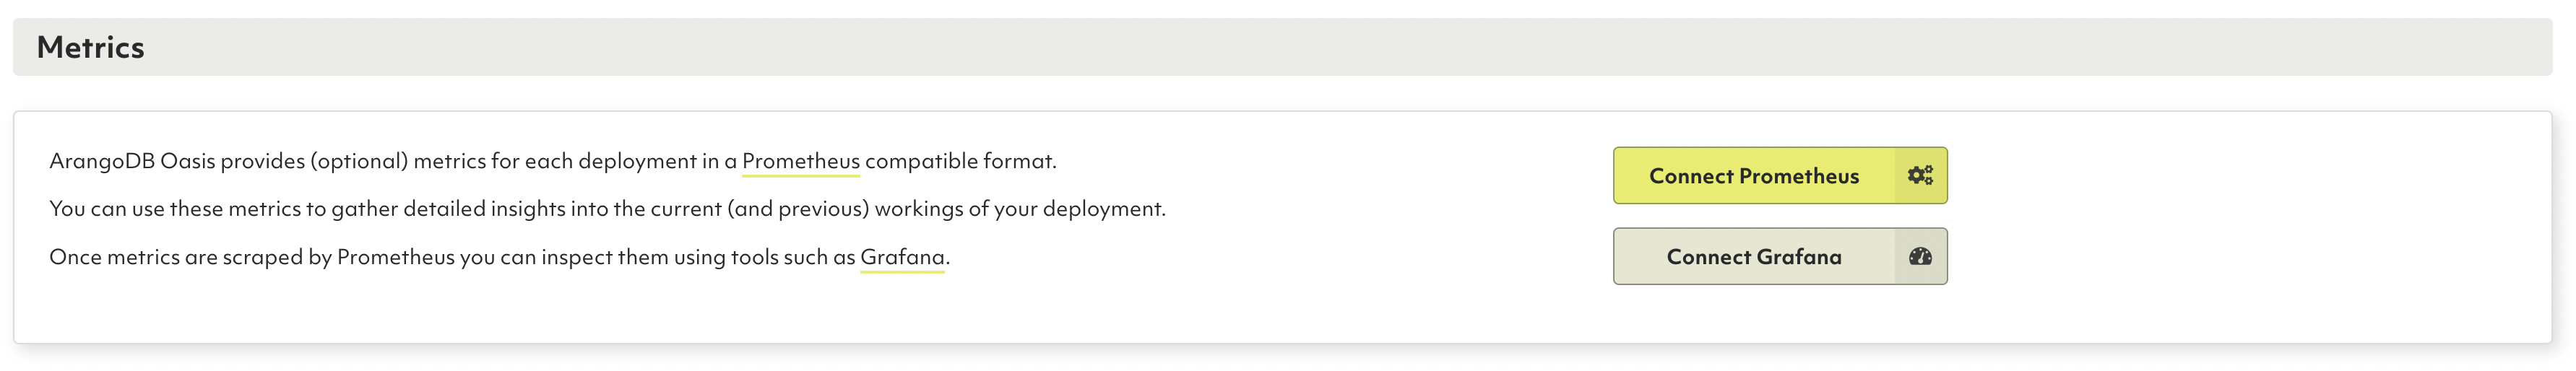 Metrics
ArangoDB Oasis provides (optional) metrics for each deployment in a Prometheus compatible format.
You can use these metrics to gather detailed insights into the current (and previous) workings of your deployment.
Once metrics are scraped by Prometheus you can inspect them using tools such as Grafana.
Connect Prometheus
Connect Grafana